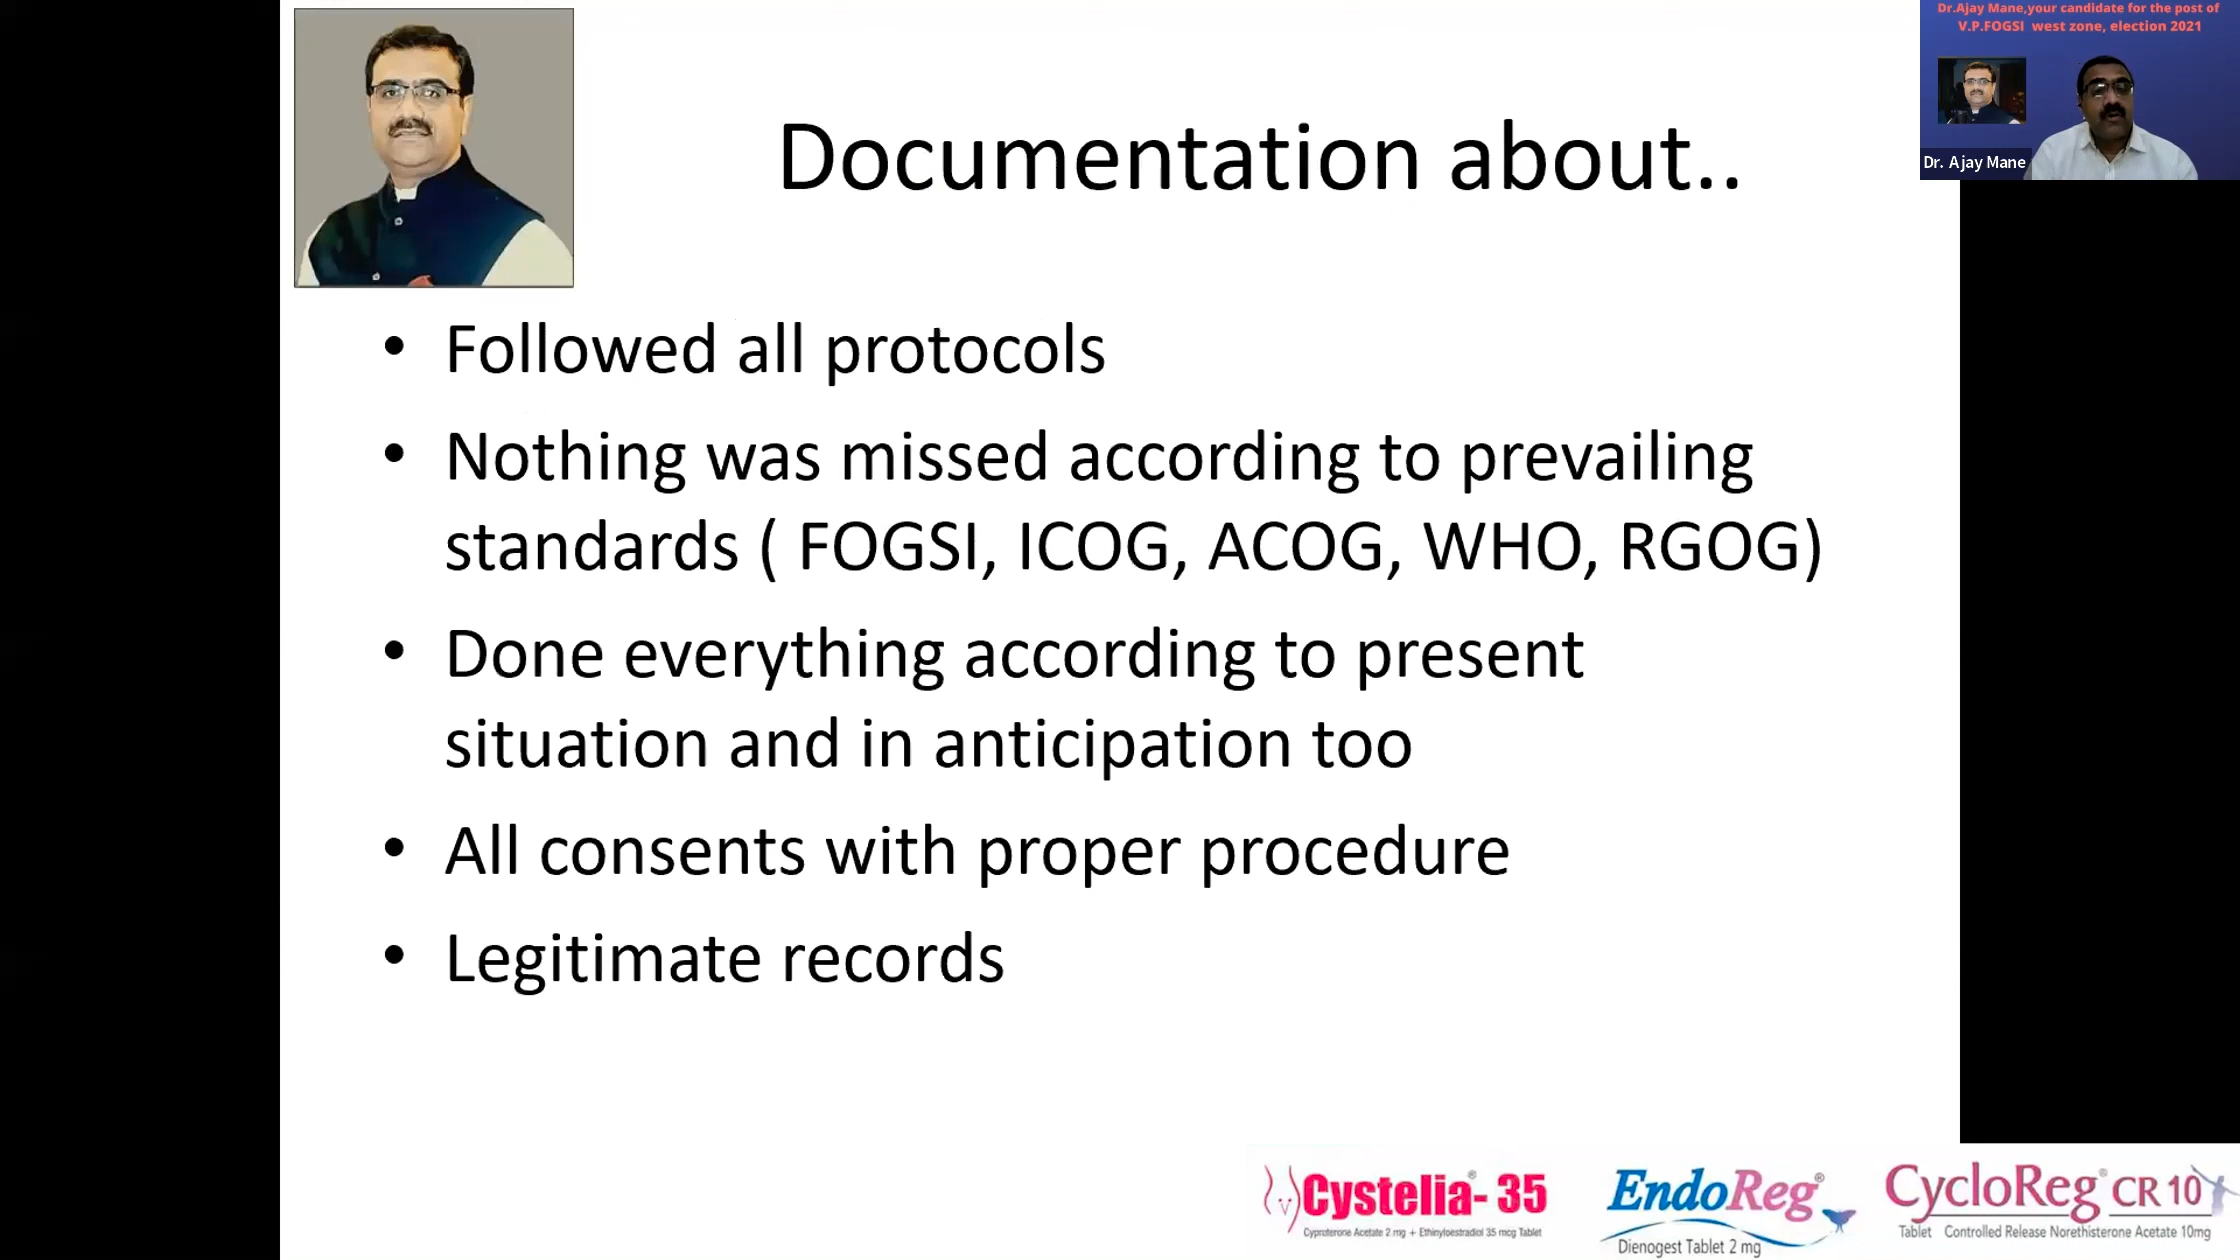 Dr.Ajay Mane,your candidate for the post of
V.P.FOGSI west zone, election 2021
Dr. Ajay Mane
Documentation about..
• Followed all protocols
• Nothing was missed according to prevailing
standards ( FOGSI, ICOG, ACOG, WHO, RGOG)
• Done everything according to present
situation and in anticipation too
• All consents with proper procedure
• Legitimate records
Cystelia®- 35
Cyproterone Acetate 2 mg + Ethinyloestradiol 35 mcg Tablet
EndoReg®
Dienogest Tablet 2 mg
CycloReg® CR 10
Tablet Controlled Release Norethisterone Acetate 10mg